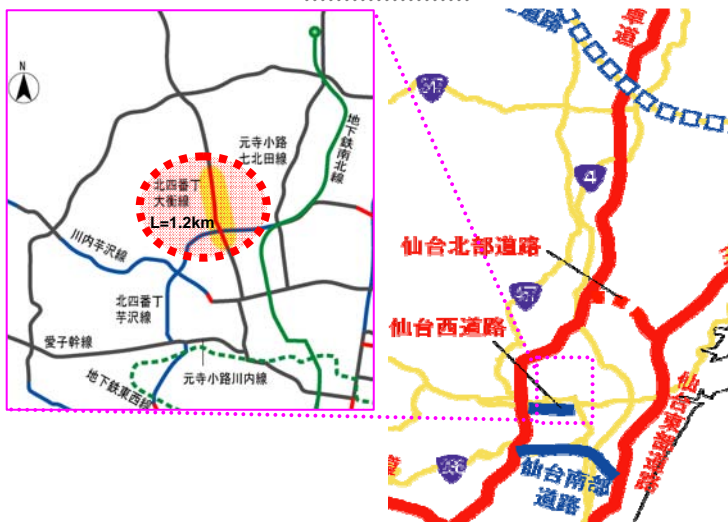 N
元寺小路
七北田線
地下鉄南北線
北四番丁
大衡線
L=1.2km
川内芋沢線
北四番丁
芋沢線
愛子幹線
元寺小路川内線
地下鉄東西線
車道
道路
4
仙台北部道路
仙台西道路
仙台東部道路
仙台南部
道路